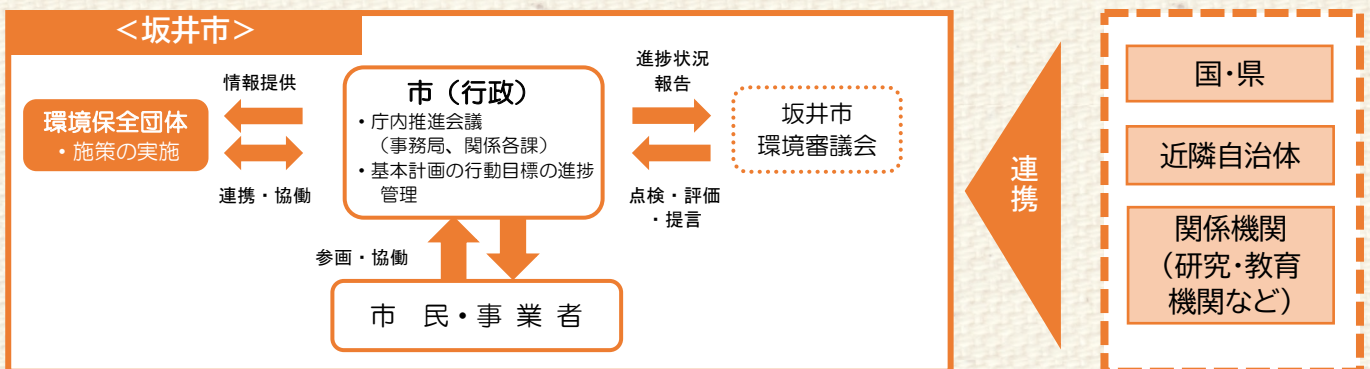 ＜坂井市＞
情報提供
環境保全団体
・施策の実施
連携・協働
市（行政）
・庁内推進会議
（事務局、関係各課）
・基本計画の行動目標の進捗
管理
進捗状況
報告
点検・評価
・提言
坂井市
環境審議会
参画・協働
市　民・事　業　者
連携
国・県
近隣自治体
関係機関
（研究・教育
機関など）